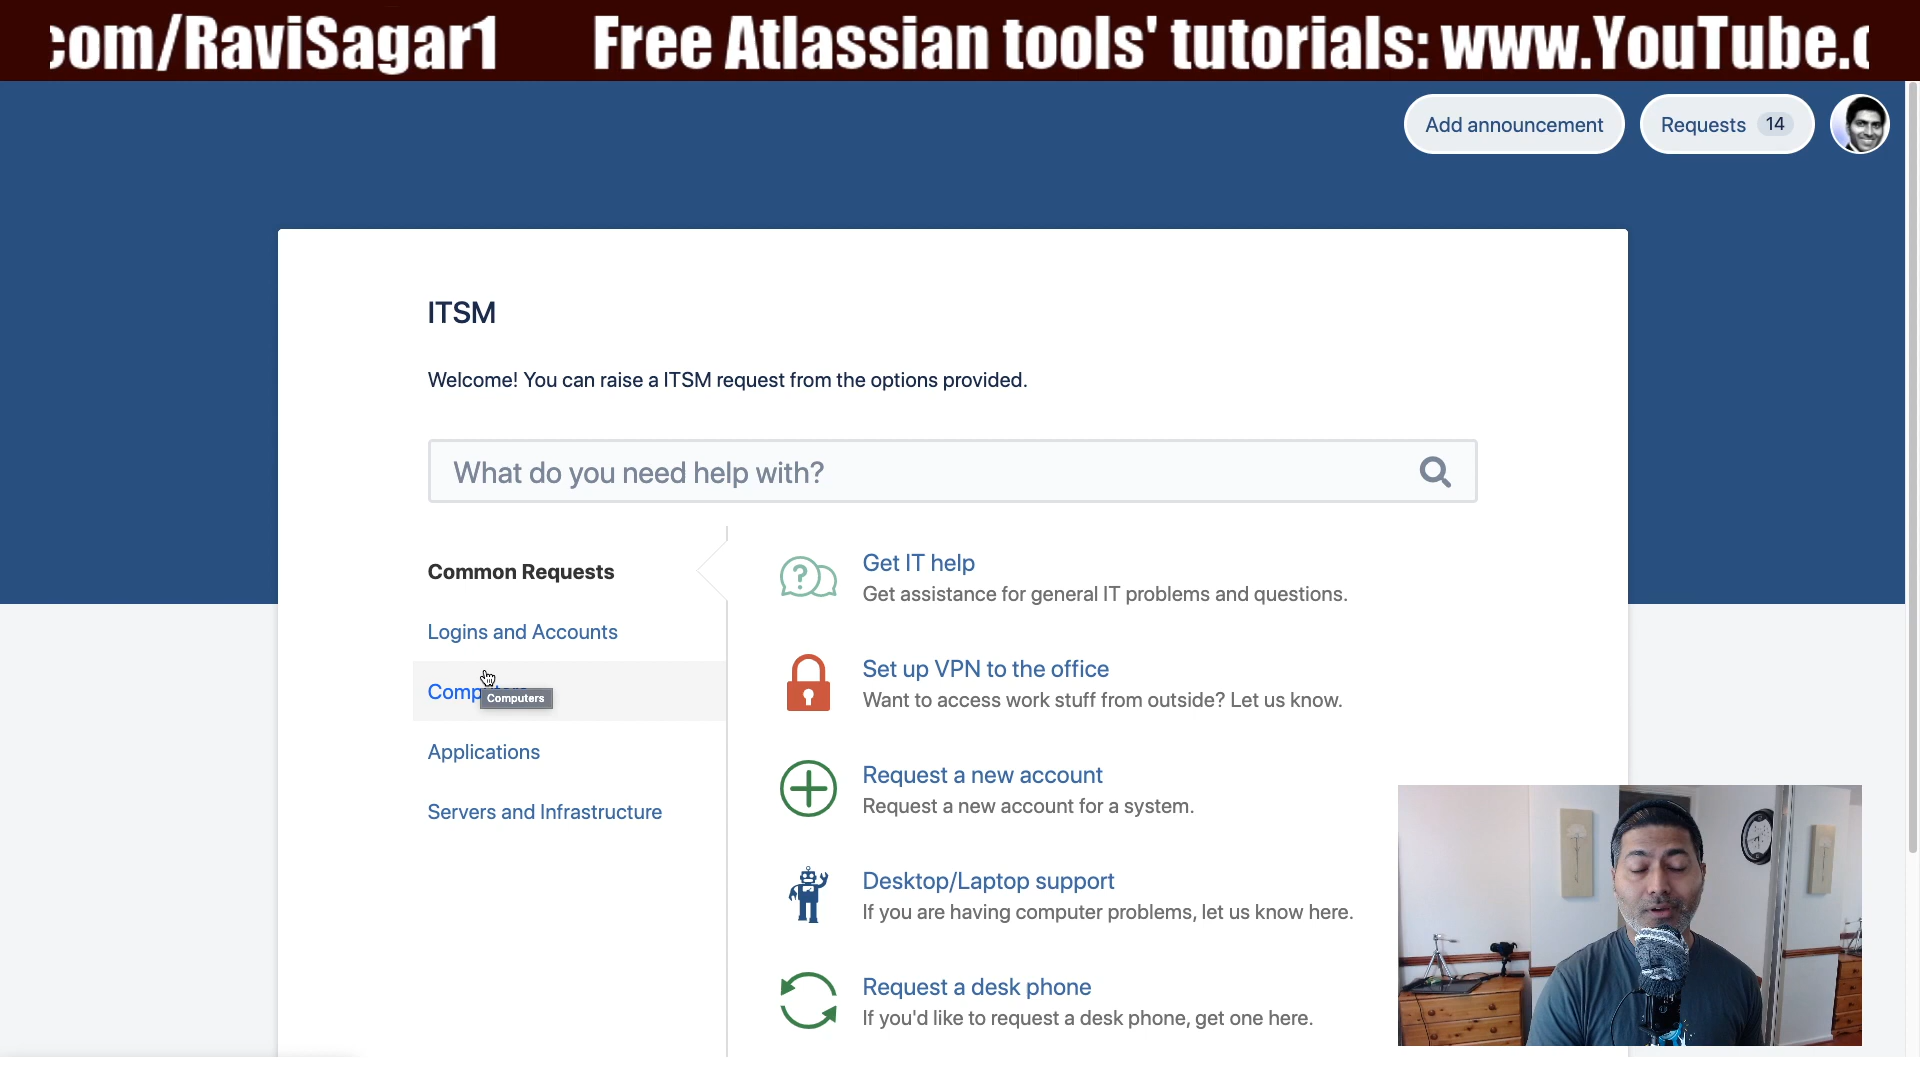 com/RaviSagar1 Free Atlassian tools' tutorials: www.YouTube.c
Add announcement
Requests 14
ITSM
Welcome! You can raise a ITSM request from the options provided.
What do you need help with?
Common Requests
Logins and Accounts
Computers
Computers
Applications
Servers and Infrastructure
Get IT help
Get assistance for general IT problems and questions.
Set up VPN to the office
Want to access work stuff from outside? Let us know.
Request a new account
Request a new account for a system.
Desktop/Laptop support
If you are having computer problems, let us know here.
Request a desk phone
If you'd like to request a desk phone, get one here.